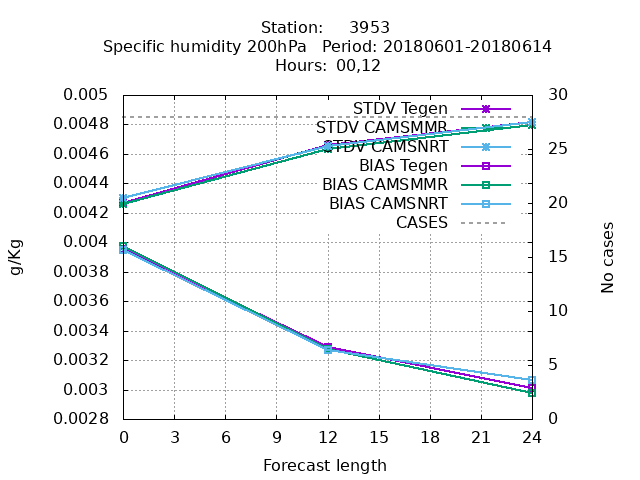 Station: 3953
Specific humidity 200hPa Period: 20180601-20180614
Hours: 00,12
0.005
0.0048
0.0046
0.0044
0.0042
0.004
0.0038
0.0036
0.0034
0.0032
0.003
0.0028
g/Kg
STDV Tegen
STDV CAMSMMR
STDV CAMSNRT
BIAS Tegen
BIAS CAMSMMR
BIAS CAMSNRT
CASES
30
25
20
15
10
5
0
No cases
0 3 6 9 12 15 18 21 24
Forecast length